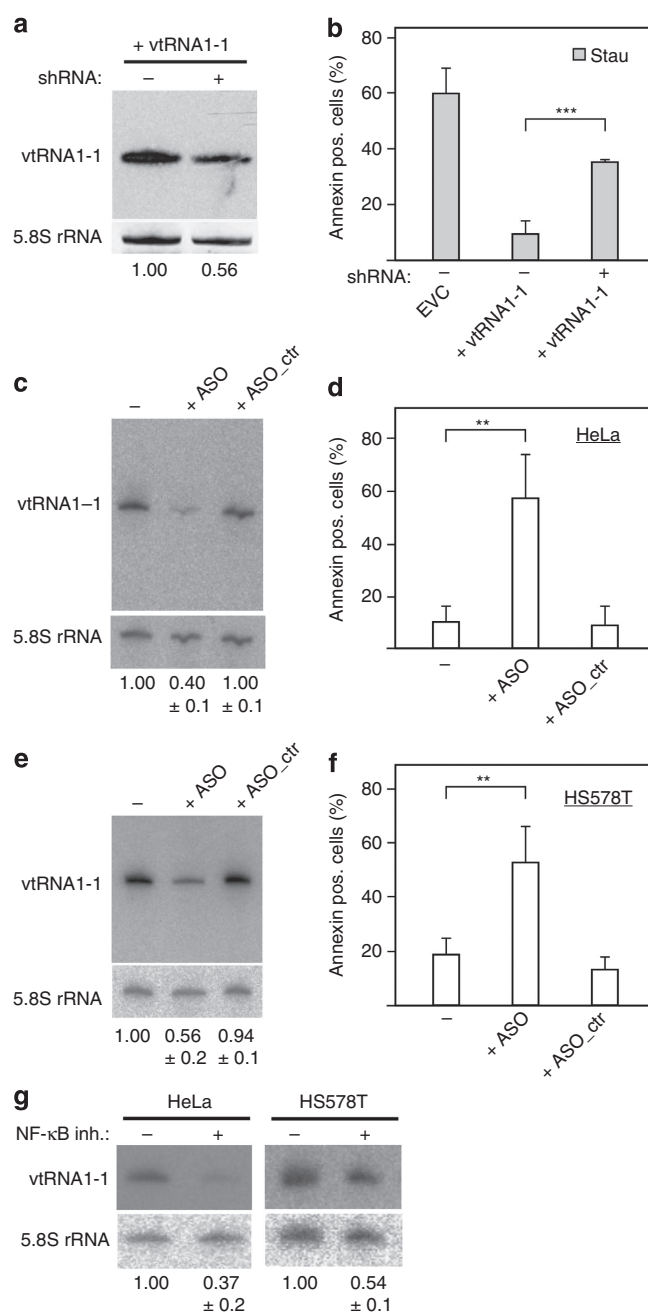 a
+ vtRNA1-1
shRNA: – +
vtRNA1-1
5.8S rRNA
1.00 0.56
b
Annexin pos. cells (%)
80
60
40
20
Stau
***
shRNA: – – +
EVC
+ vtRNA1-1
+ vtRNA1-1
c
– + ASO + ASO_ctr
vtRNA1–1
5.8S rRNA
1.00 0.40 1.00
± 0.1 ± 0.1
d
Annexin pos. cells (%)
80
60
40
20
**
HeLa
– + ASO + ASO_ctr
e
– + ASO + ASO_ctr
vtRNA1-1
5.8S rRNA
1.00 0.56 0.94
± 0.2 ± 0.1
f
Annexin pos. cells (%)
80
60
40
20
**
HS578T
– + ASO + ASO_ctr
g
HeLa HS578T
NF-κB inh.: – + – +
vtRNA1-1
5.8S rRNA
1.00 0.37 1.00 0.54
± 0.2 ± 0.1